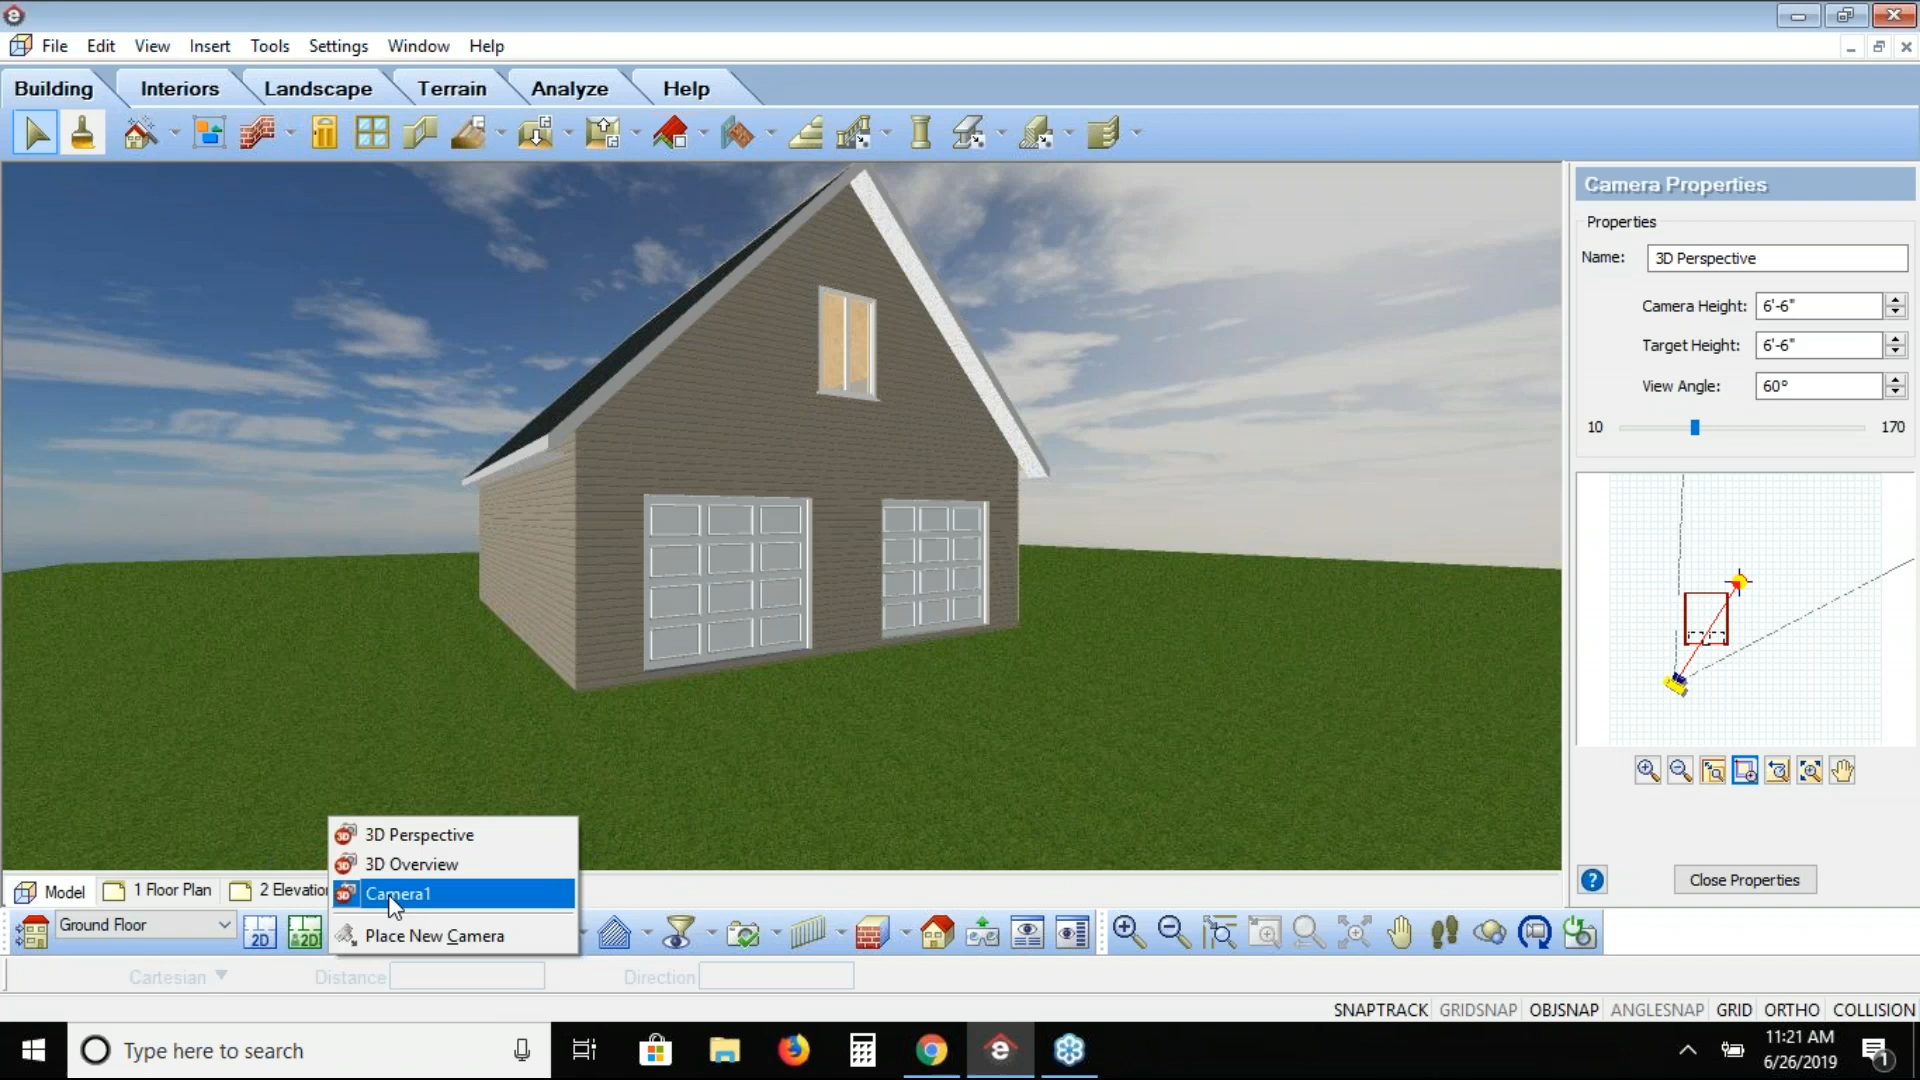 File Edit View Insert Tools Settings Window Help
Building Interiors Landscape Terrain Analyze Help
Camera Properties
Properties
Name: 3D Perspective
Camera Height: 6'-6"
Target Height: 6'-6"
View Angle: 60°
10 170
Close Properties
3D Perspective
3D Overview
Camera1
Place New Camera
Model 1 Floor Plan 2 Elevation
Ground Floor 2D 2D
Cartesian Distance Direction
SNAPTRACK GRIDSNAP OBJSNAP ANGLESNAP GRID ORTHO COLLISION
Type here to search
11:21 AM
6/26/2019
1